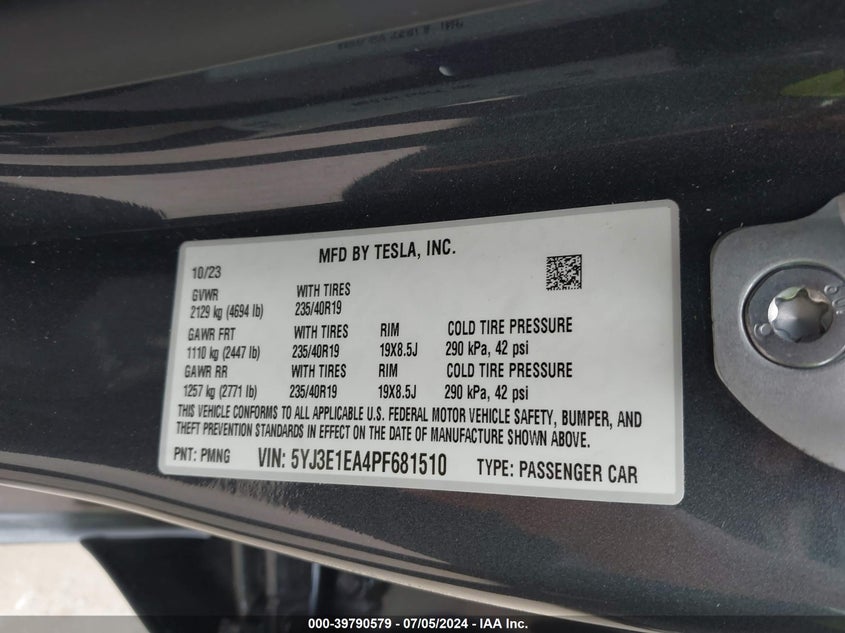 MFD BY TESLA, INC.
10/23
GVWR WITH TIRES
2129 kg (4694 lb) 235/40R19
GAWR FRT WITH TIRES RIM COLD TIRE PRESSURE
1110 kg (2447 lb) 235/40R19 19X8.5J 290 kPa, 42 psi
GAWR RR WITH TIRES RIM COLD TIRE PRESSURE
1257 kg (2771 lb) 235/40R19 19X8.5J 290 kPa, 42 psi
THIS VEHICLE CONFORMS TO ALL APPLICABLE U.S. FEDERAL MOTOR VEHICLE SAFETY, BUMPER, AND
THEFT PREVENTION STANDARDS IN EFFECT ON THE DATE OF MANUFACTURE SHOWN ABOVE.
PNT: PMNG VIN: 5YJ3E1EA4PF681510 TYPE: PASSENGER CAR
000-39790579 - 07/05/2024 - IAA Inc.